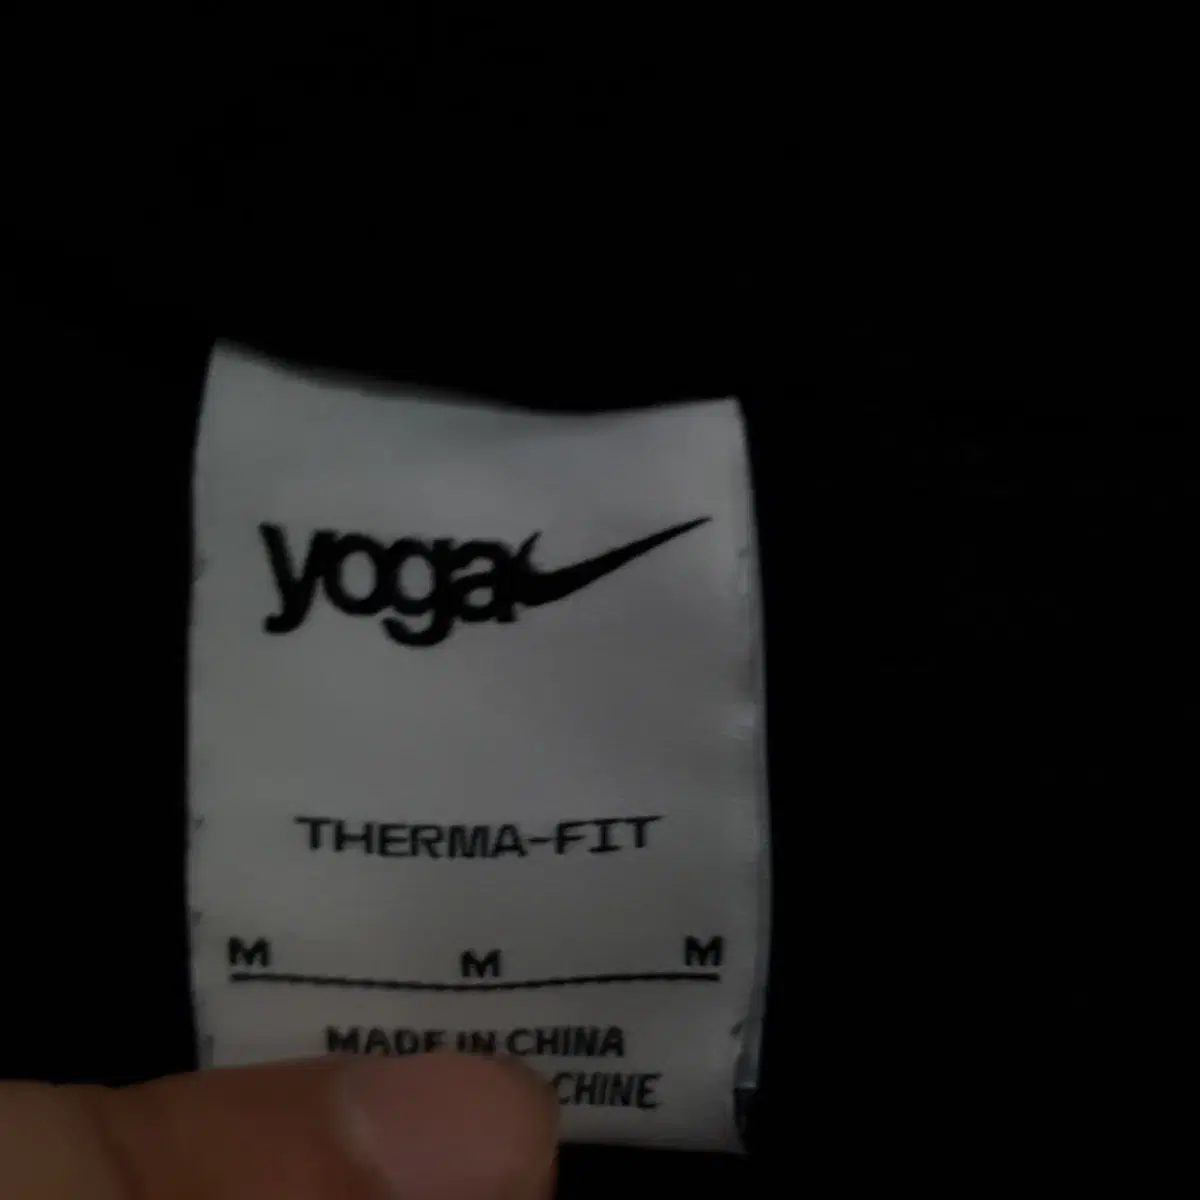 yoga
THERMA-FIT
M M M
MADE IN CHINA
CHINE